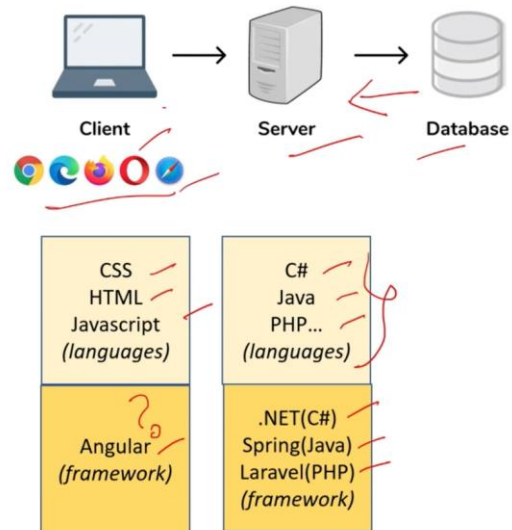 Client
Server
Database
CSS
HTML
Javascript
(languages)
C#
Java
PHP...
(languages)
Angular
(framework)
.NET(C#)
Spring(Java)
Laravel(PHP)
(framework)